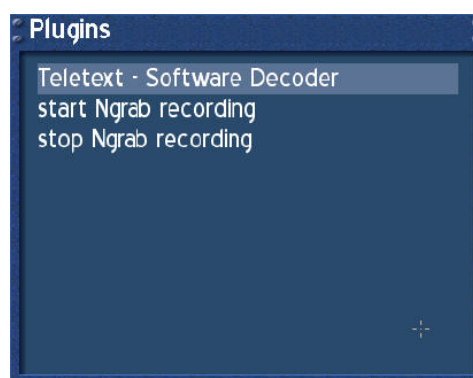 Plugins
Teletext - Software Decoder
start Ngrab recording
stop Ngrab recording